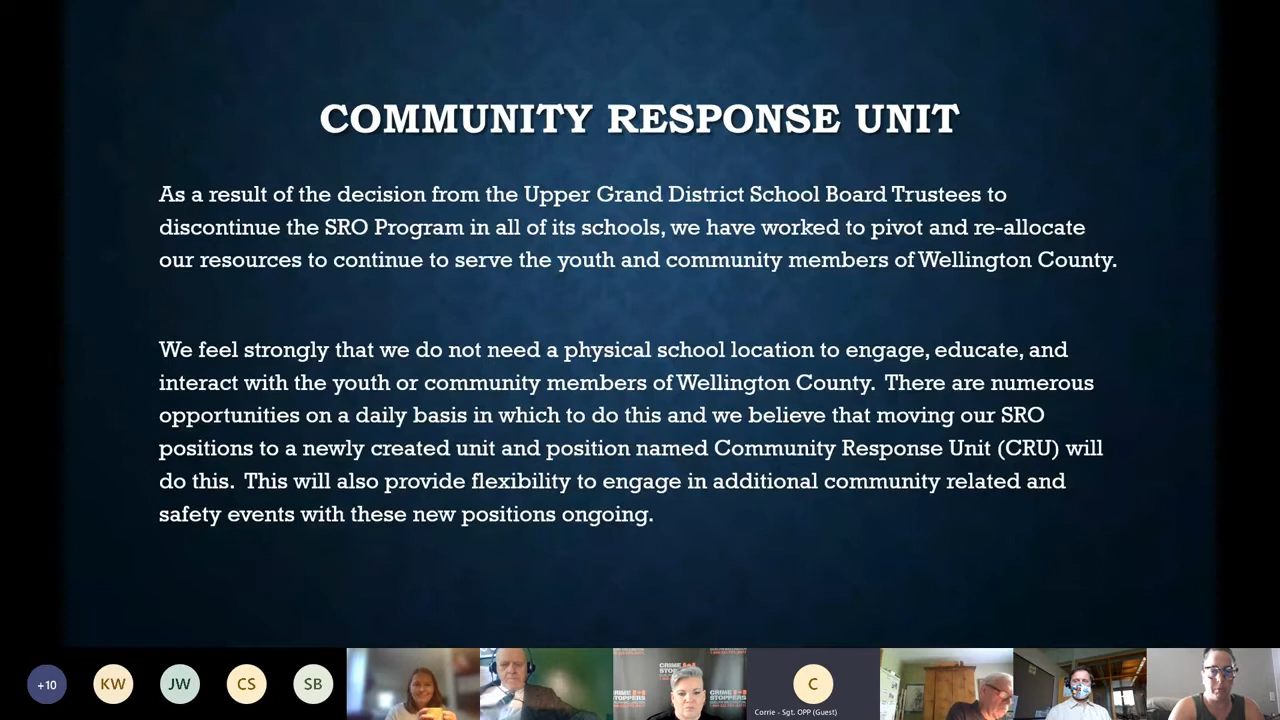 COMMUNITY RESPONSE UNIT
As a result of the decision from the Upper Grand District School Board Trustees to
discontinue the SRO Program in all of its schools, we have worked to pivot and re-allocate
our resources to continue to serve the youth and community members of Wellington County.
We feel strongly that we do not need a physical school location to engage, educate, and
interact with the youth or community members of Wellington County.  There are numerous
opportunities on a daily basis in which to do this and we believe that moving our SRO
positions to a newly created unit and position named Community Response Unit (CRU) will
do this.  This will also provide flexibility to engage in additional community related and
safety events with these new positions ongoing.
+10
KW
JW
CS
SB
CRIME
STOPPERS
C
Corrie - Sgt. OPP (Guest)